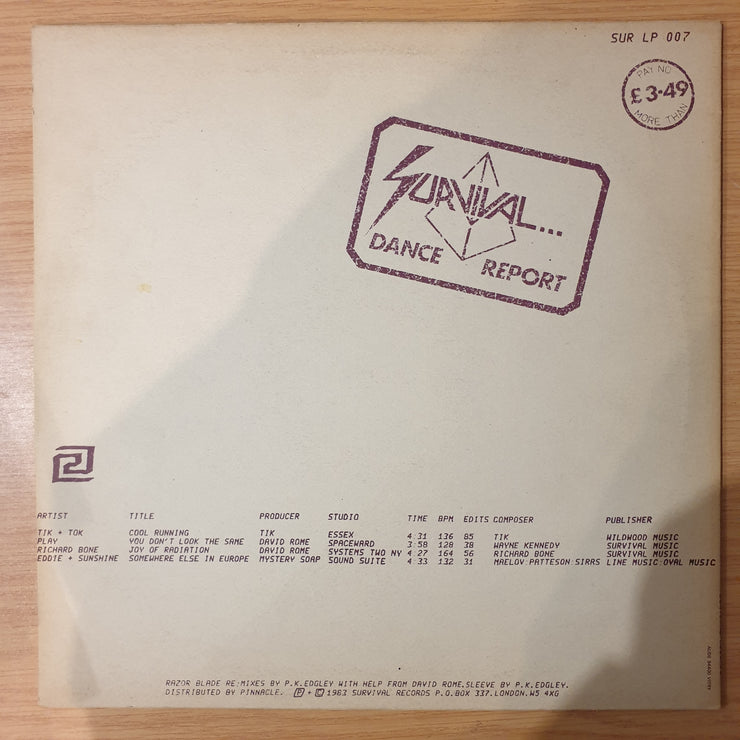 SUR LP 007
PAY NO
£3·49
MORE THAN
SURVIVAL...
DANCE REPORT
2
ARTIST TITLE PRODUCER STUDIO TIME BPM EDITS COMPOSER PUBLISHER
TIK + TOK COOL RUNNING TIK ESSEX 4 31 136 85 TIK WILDWOOD MUSIC
PLAY YOU DON'T LOOK THE SAME DAVID ROME SPACEWARD 3 58 128 38 WAYNE KENNEDY SURVIVAL MUSIC
RICHARD BONE JOY OF RADIATION DAVID ROME SYSTEMS TWO NY 4 27 164 56 RICHARD BONE SURVIVAL MUSIC
EDDIE + SUNSHINE SOMEWHERE ELSE IN EUROPE MYSTERY SOAP SOUND SUITE 4 33 132 31 MAELOV:PATTESON:SIRRS LINE MUSIC:OVAL MUSIC
RAZOR BLADE RE:MIXES BY P.K.EDGLEY WITH HELP FROM DAVID ROME.SLEEVE BY P.K.EDGLEY.
DISTRIBUTED BY PINNACLE. ℗ + © 1983 SURVIVAL RECORDS P.O.BOX 337.LONDON.W5 4XG